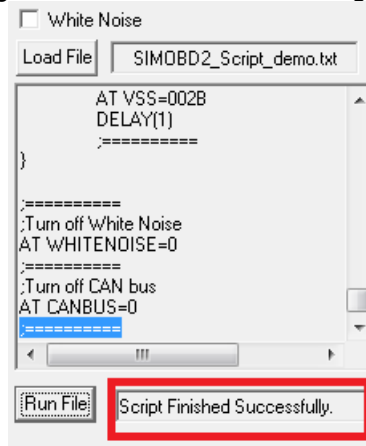 White Noise
Load File SIMOBD2_Script_demo.txt
AT VSS=002B
DELAY(1)
;==========
}
;==========
;Turn off White Noise
AT WHITENOISE=0
;==========
;Turn off CAN bus
AT CANBUS=0
;==========
Run File Script Finished Successfully.